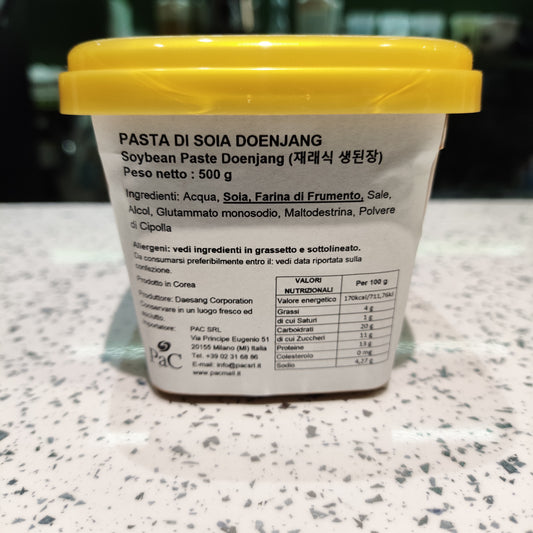 PASTA DI SOIA DOENJANG
Soybean Paste Doenjang (재래식 생된장)
Peso netto : 500 g
Ingredienti: Acqua, Soia, Farina di Frumento, Sale,
Alcol, Glutammato monosodio, Maltodestrina, Polvere
di Cipolla
Allergeni: vedi ingredienti in grassetto e sottolineato.
Da consumarsi preferibilmente entro il: vedi data riportata sulla
confezione.
Prodotto in Corea
Produttore: Daesang Corporation
Conservare in un luogo fresco ed
asciutto.
Importatore:
PaC
PAC SRL
Via Principe Eugenio 51
20155 Milano (MI) Italia
Tel. +39 02 31 68 86
E-mail: info@pacsrl.it
www.pacmall.it
VALORI NUTRIZIONALI Per 100 g
Valore energetico 170kcal/711,76kJ
Grassi 4 g
di cui Saturi 1 g
Carboidrati 20 g
di cui Zuccheri 11 g
Proteine 13 g
Colesterolo 0 mg
Sodio 4,27 g